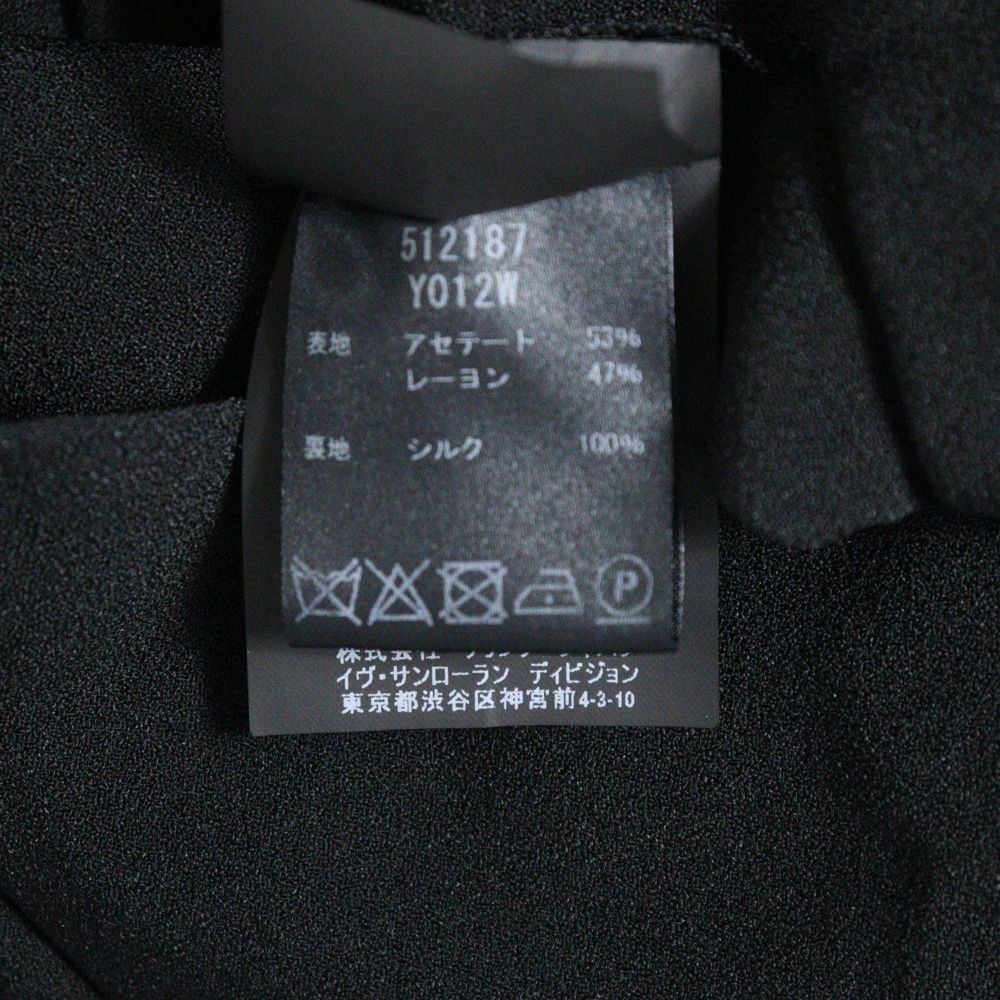 512187
Y012W
表地 アセテート 53%
レーヨン 47%
裏地 シルク 100%
P
株式会社
イヴ・サンローラン ディビジョン
東京都渋谷区神宮前4-3-10